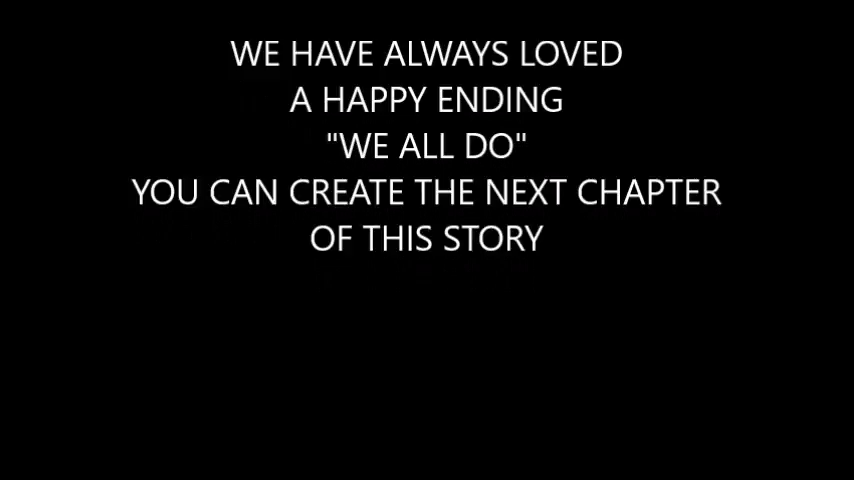 WE HAVE ALWAYS LOVED
A HAPPY ENDING
"WE ALL DO"
YOU CAN CREATE THE NEXT CHAPTER
OF THIS STORY